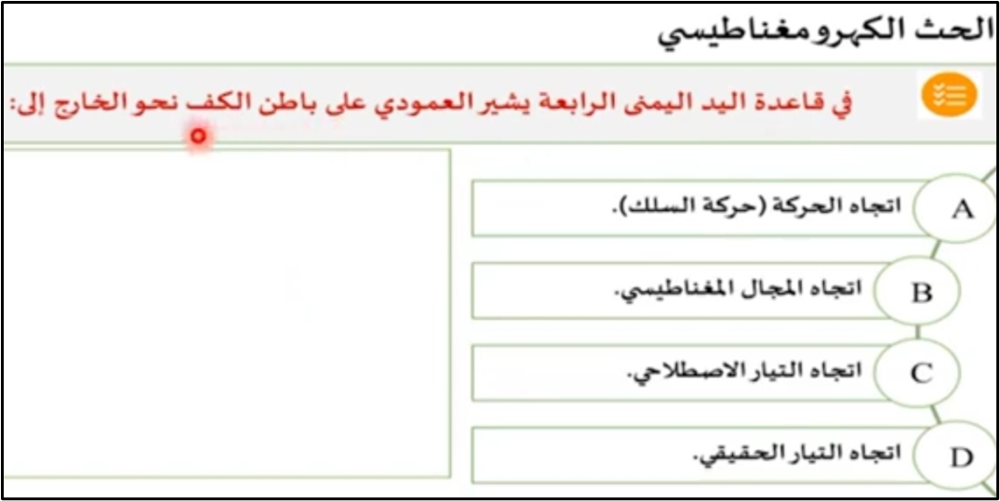 الحث الكهرومغناطيسي
في قاعدة اليد اليمنى الرابعة يشير العمودي على باطن الكف نحو الخارج إلى:
A اتجاه الحركة (حركة السلك).
B اتجاه المجال المغناطيسي.
C اتجاه التيار الاصطلاحي.
D اتجاه التيار الحقيقي.